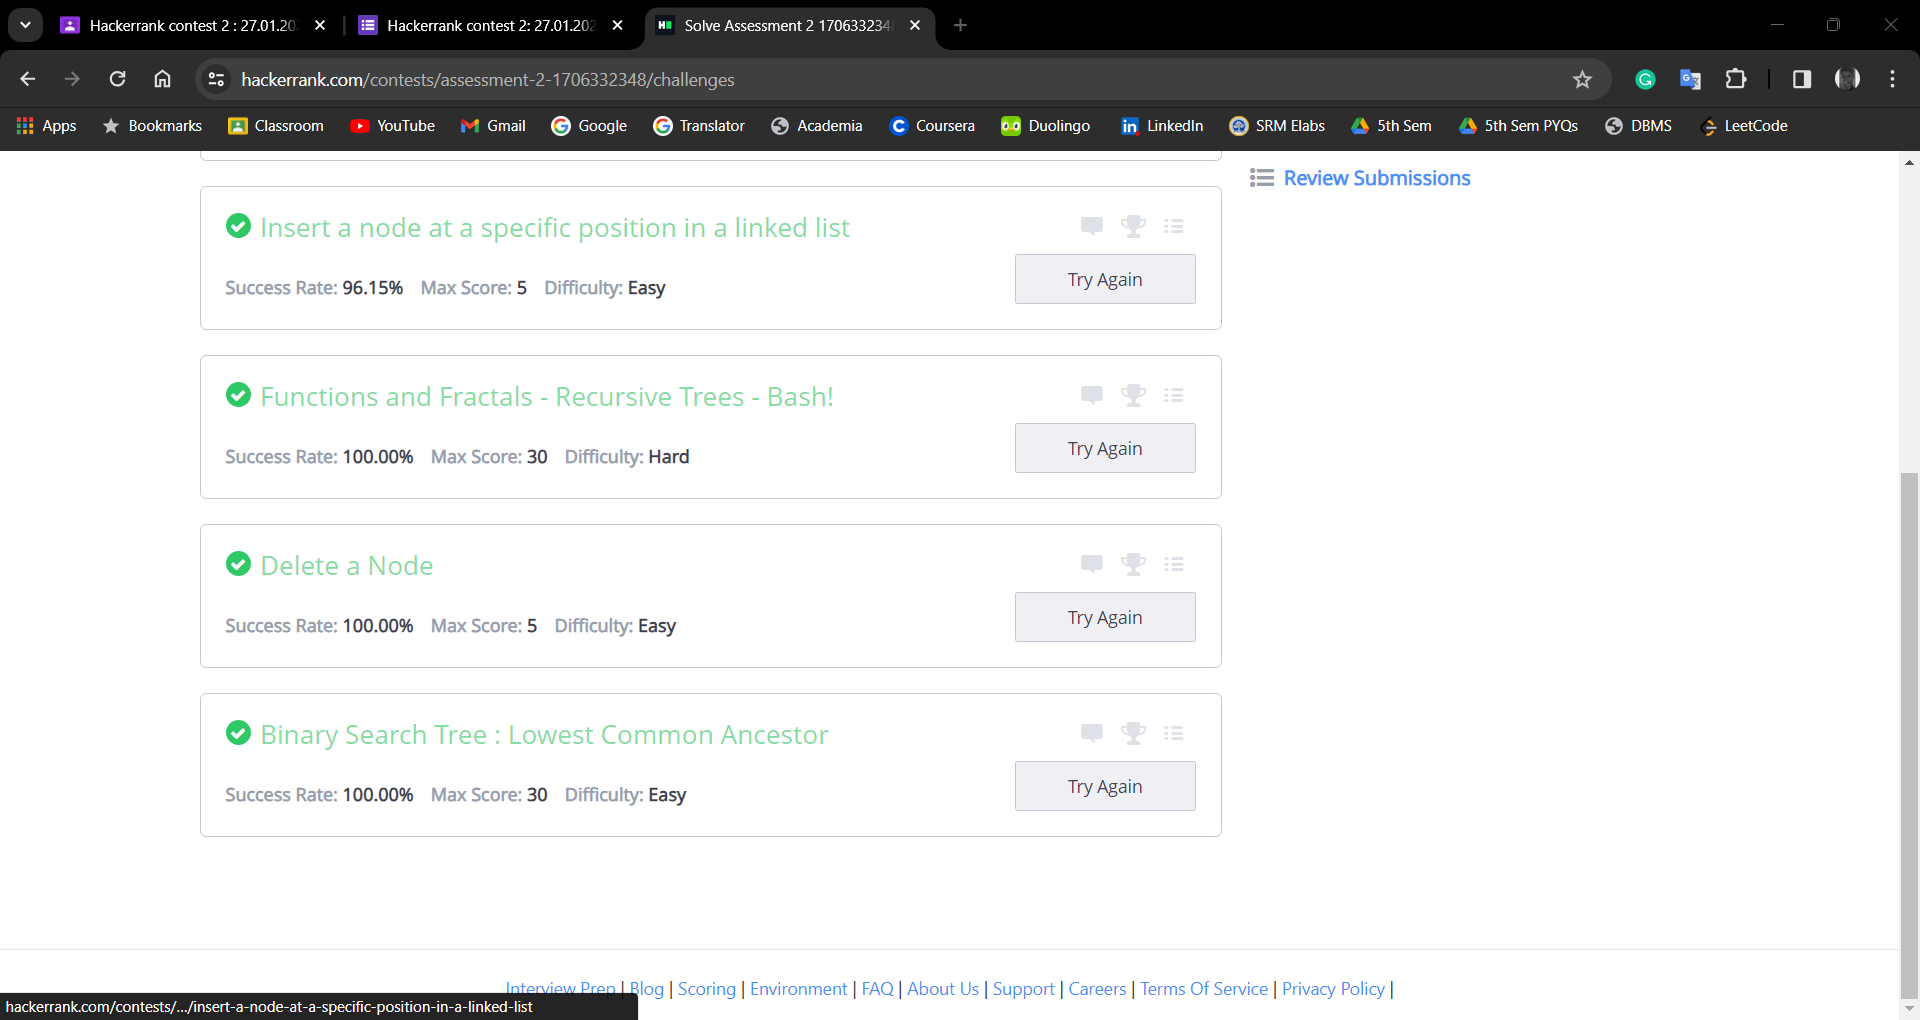 Hackerrank contest 2 : 27.01.20
Hackerrank contest 2: 27.01.202
Solve Assessment 2 170633234
hackerrank.com/contests/assessment-2-1706332348/challenges
Apps
Bookmarks
Classroom
YouTube
Gmail
Google
Translator
Academia
Coursera
Duolingo
LinkedIn
SRM Elabs
5th Sem
5th Sem PYQs
DBMS
LeetCode
Review Submissions
Insert a node at a specific position in a linked list
Success Rate: 96.15% Max Score: 5 Difficulty: Easy
Try Again
Functions and Fractals - Recursive Trees - Bash!
Success Rate: 100.00% Max Score: 30 Difficulty: Hard
Try Again
Delete a Node
Success Rate: 100.00% Max Score: 5 Difficulty: Easy
Try Again
Binary Search Tree : Lowest Common Ancestor
Success Rate: 100.00% Max Score: 30 Difficulty: Easy
Try Again
Interview Prep | Blog | Scoring | Environment | FAQ | About Us | Support | Careers | Terms Of Service | Privacy Policy |
hackerrank.com/contests/.../insert-a-node-at-a-specific-position-in-a-linked-list